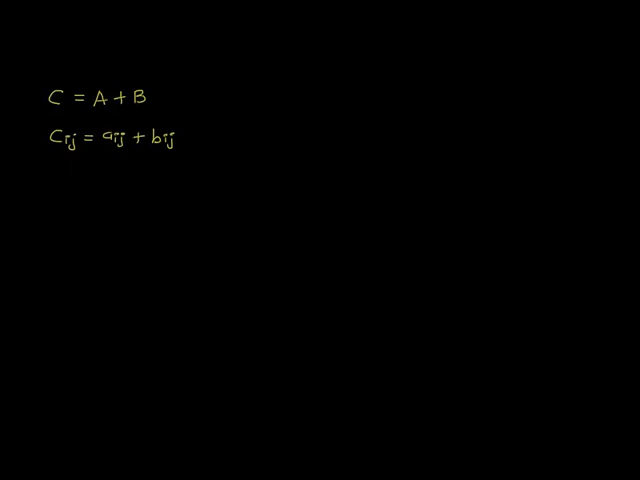 C = A + B
Cij = aij + bij